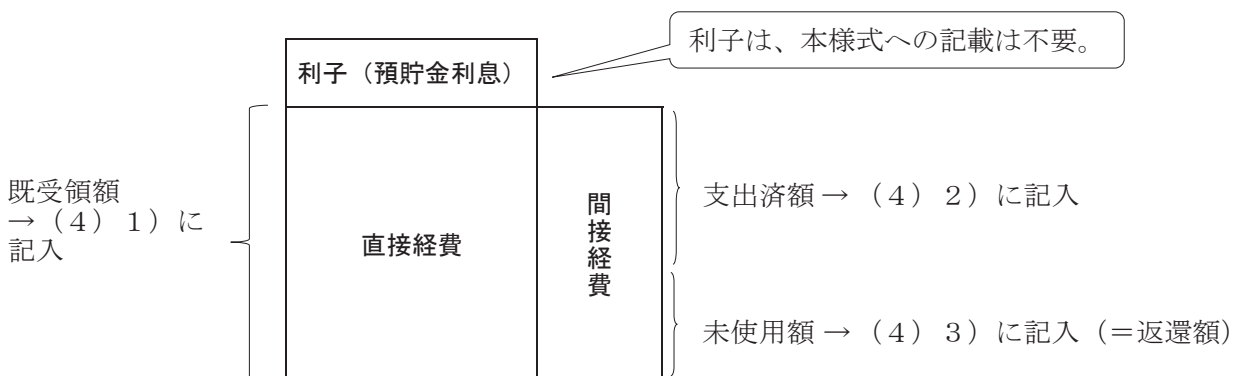 利子は、本様式への記載は不要。
利子（預貯金利息）
既受領額
→（4）1）に
記入
直接経費
間接経費
支出済額 →（4）2）に記入
未使用額 →（4）3）に記入（＝返還額）